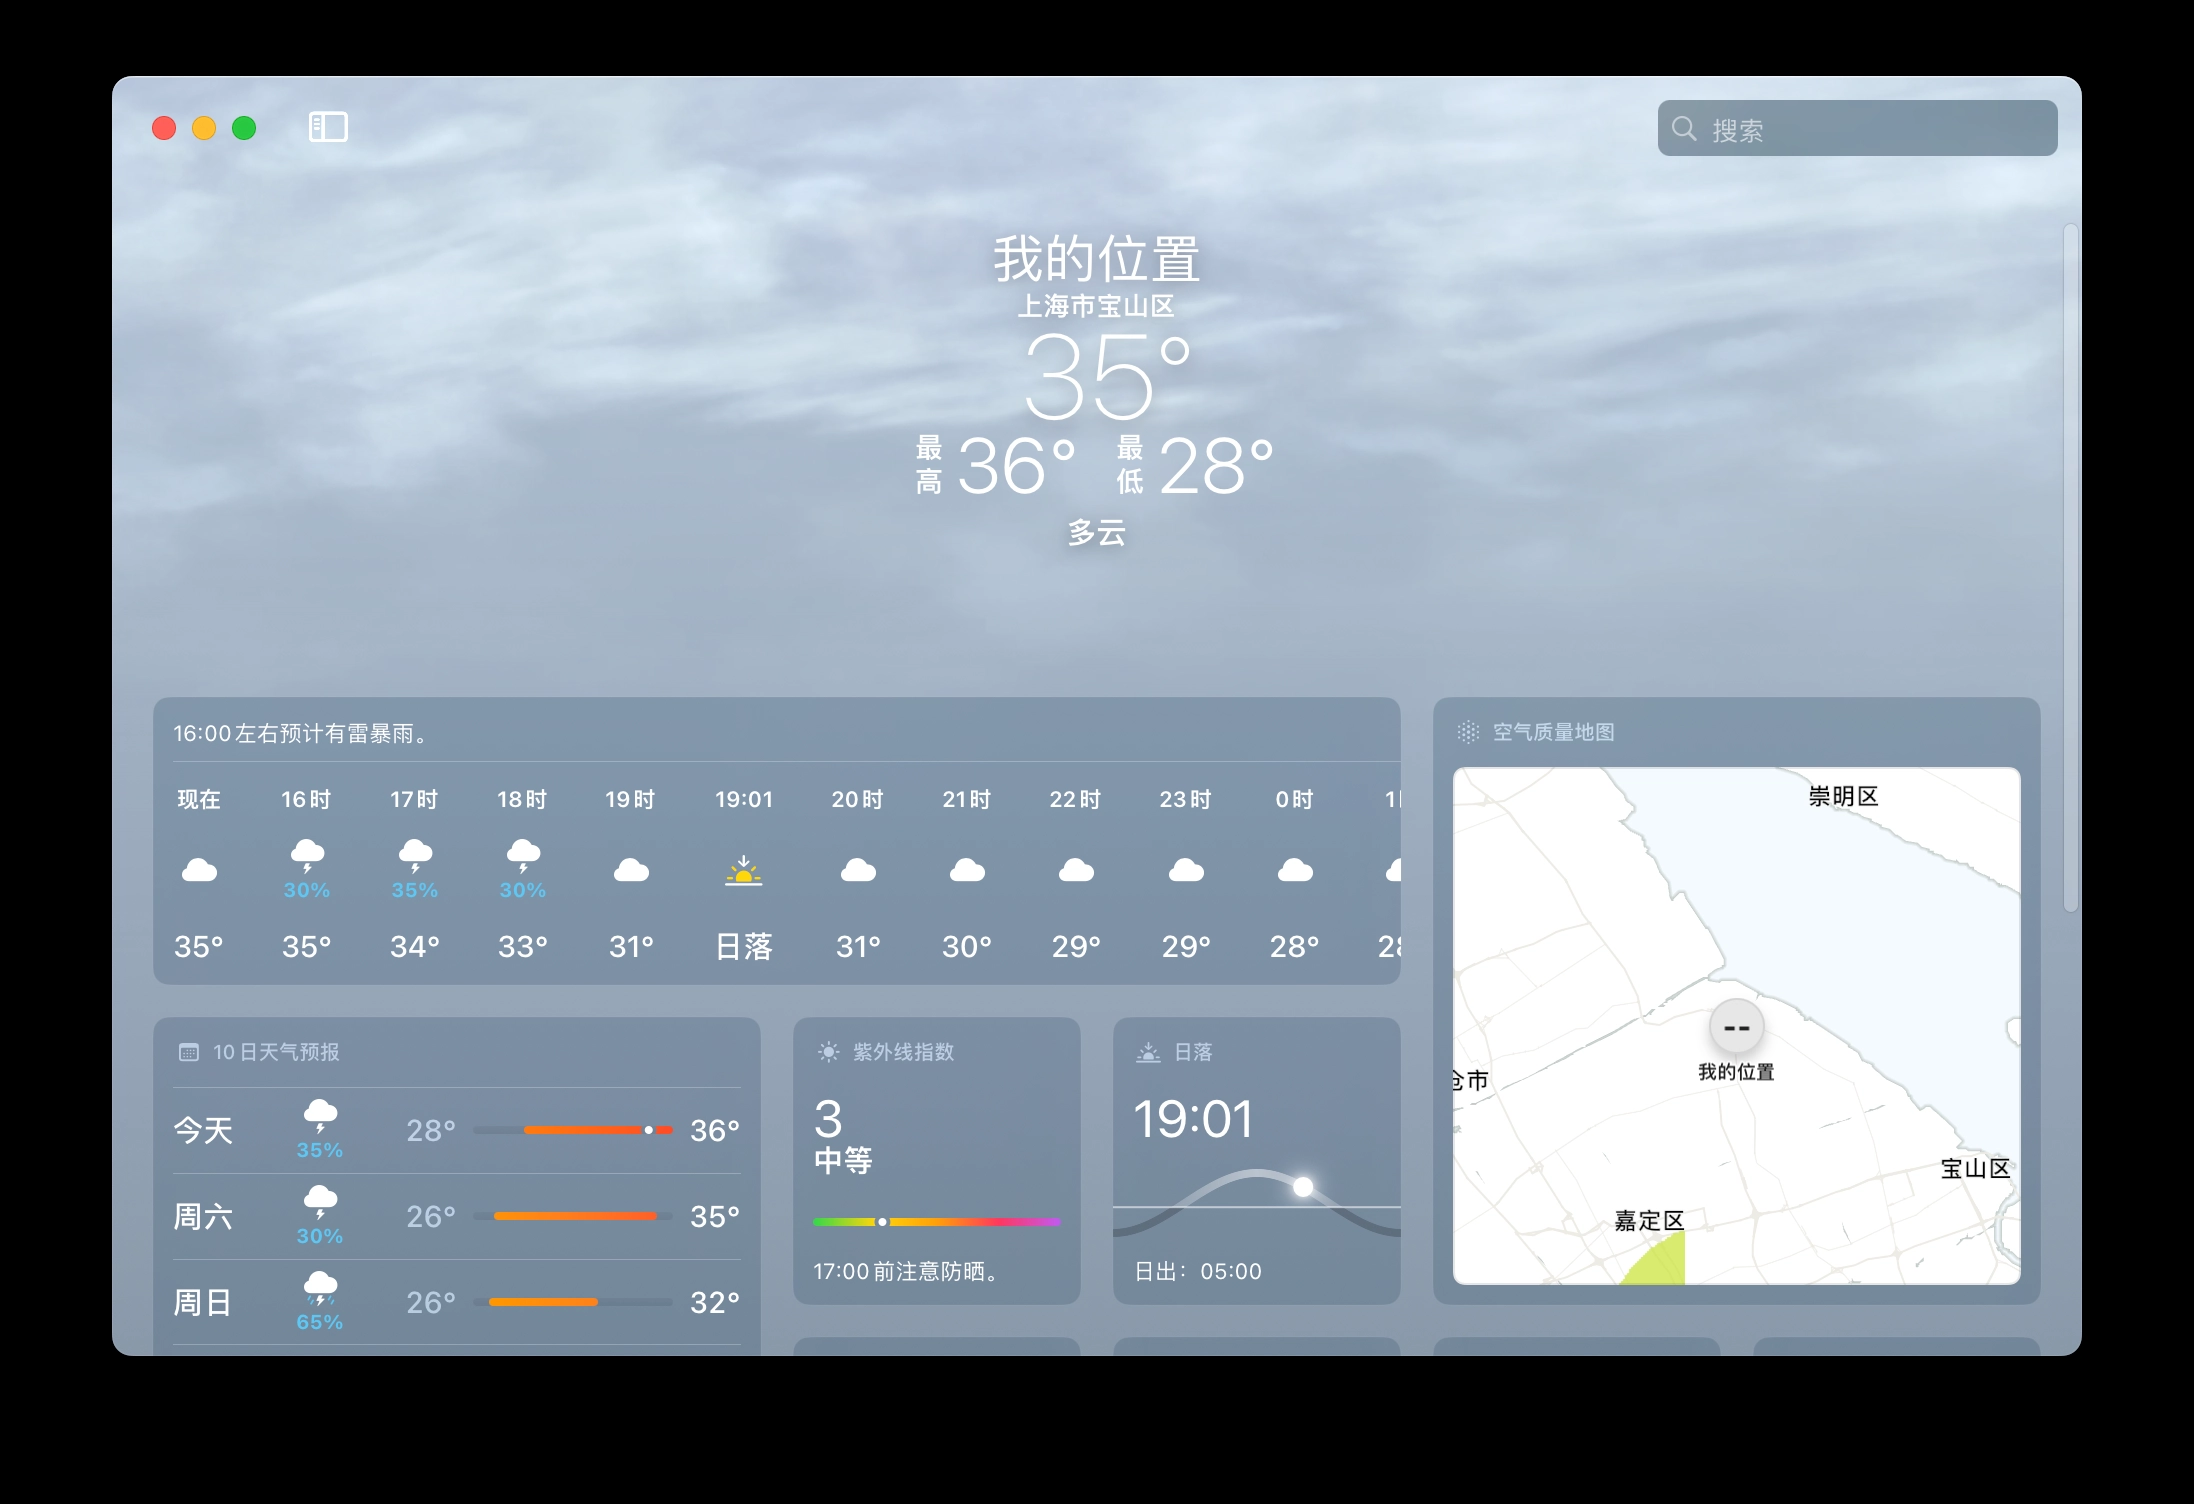 搜索
我的位置
上海市宝山区
35°
最高 36° 最低 28°
多云
16:00左右预计有雷暴雨。
现在 16时 17时 18时 19时 19:01 20时 21时 22时 23时 0时
30% 35% 30%
35° 35° 34° 33° 31° 日落 31° 30° 29° 29° 28°
空气质量地图
崇明区
--
我的位置
仓市
宝山区
嘉定区
10日天气预报
今天 35% 28° 36°
周六 30% 26° 35°
周日 65% 26° 32°
紫外线指数
3
中等
17:00前注意防晒。
日落
19:01
日出：05:00